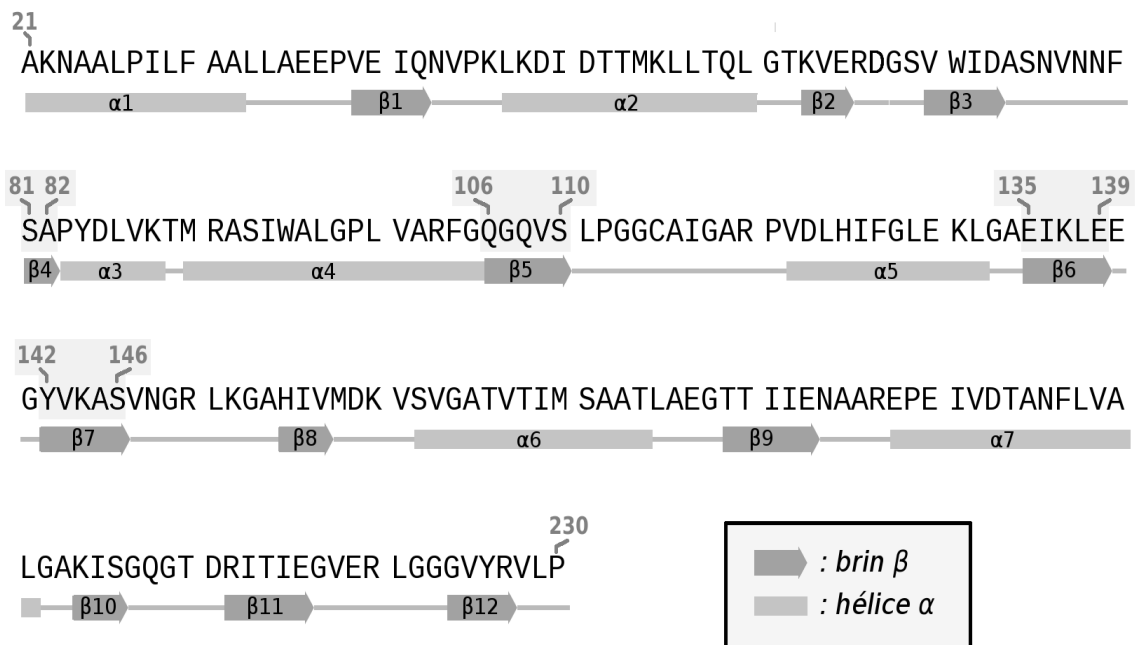 21
AKNAALPILF AALLAEEPVE IQNVPKLKDI DTTMKLLTQL GTKVERDGSV WIDASNVNNF
α1 β1 α2 β2 β3
81 82 106 110 135 139
SAPYDLVKTM RASIWALGPL VARFGQGQVS LPGGCAIGAR PVDLHIFGLE KLGAEIKLEE
β4 α3 α4 β5 α5 β6
142 146
GYVKASVNGR LKGAHIVMDK VSVGATVTIM SAATLAEGTT IIENAAREPE IVDTANFLVA
β7 β8 α6 β9 α7
230
LGAKISGQGT DRITIEGVER LGGGVYRVLP
β10 β11 β12
: brin β
: hélice α